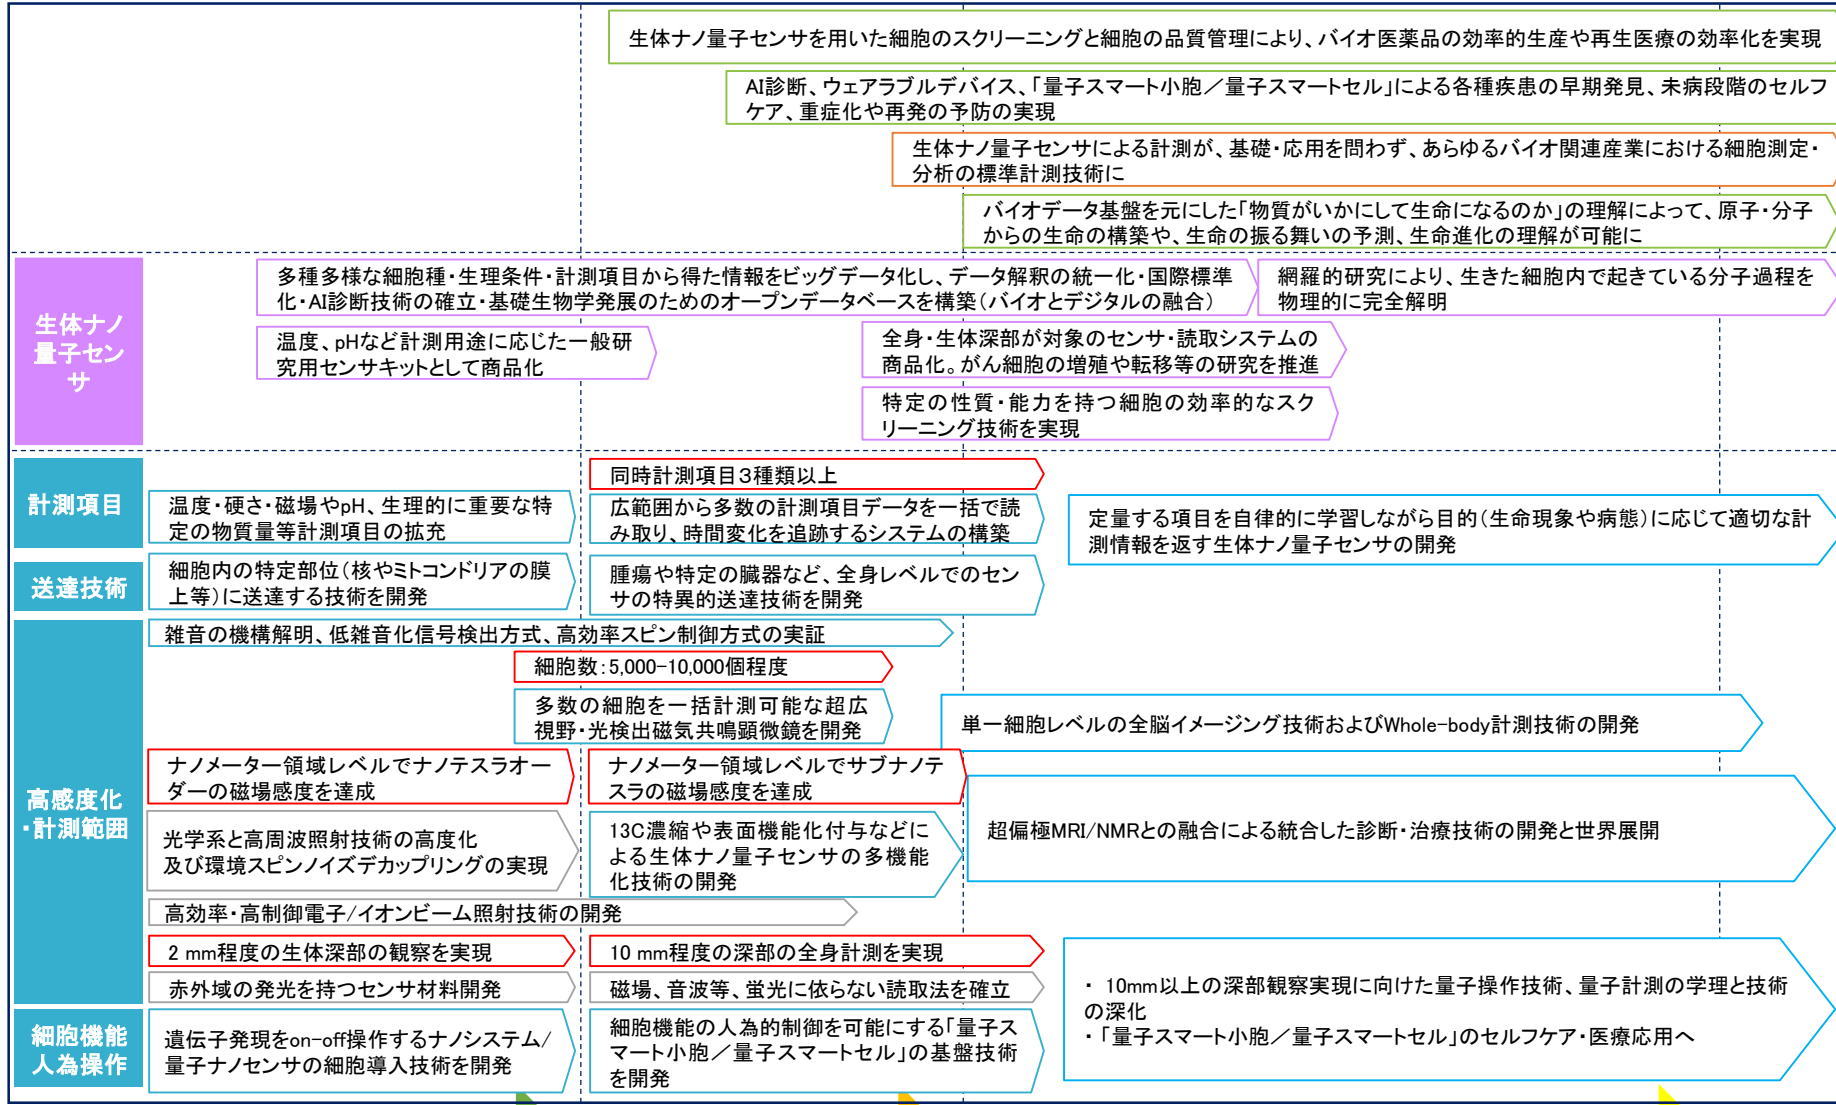 生体ナノ量子センサを用いた細胞のスクリーニングと細胞の品質管理により、バイオ医薬品の効率的生産や再生医療の効率化を実現
AI診断、ウェアラブルデバイス、「量子スマート小胞／量子スマートセル」による各種疾患の早期発見、未病段階のセルフ
ケア、重症化や再発の予防の実現
生体ナノ量子センサによる計測が、基礎・応用を問わず、あらゆるバイオ関連産業における細胞測定・
分析の標準計測技術に
バイオデータ基盤を元にした「物質がいかにして生命になるのか」の理解によって、原子・分子
からの生命の構築や、生命の振る舞いの予測、生命進化の理解が可能に
生体ナノ
量子セン
サ
多種多様な細胞種・生理条件・計測項目から得た情報をビッグデータ化し、データ解釈の統一化・国際標準
化・AI診断技術の確立・基礎生物学発展のためのオープンデータベースを構築（バイオとデジタルの融合）
網羅的研究により、生きた細胞内で起きている分子過程を
物理的に完全解明
温度、pHなど計測用途に応じた一般研
究用センサキットとして商品化
全身・生体深部が対象のセンサ・読取システムの
商品化。がん細胞の増殖や転移等の研究を推進
特定の性質・能力を持つ細胞の効率的なスク
リーニング技術を実現
計測項目
同時計測項目３種類以上
温度・硬さ・磁場やpH、生理的に重要な特
定の物質量等計測項目の拡充
広範囲から多数の計測項目データを一括で読
み取り、時間変化を追跡するシステムの構築
定量する項目を自律的に学習しながら目的（生命現象や病態）に応じて適切な計
測情報を返す生体ナノ量子センサの開発
送達技術
細胞内の特定部位（核やミトコンドリアの膜
上等）に送達する技術を開発
腫瘍や特定の臓器など、全身レベルでのセン
サの特異的送達技術を開発
高感度化
・計測範囲
雑音の機構解明、低雑音化信号検出方式、高効率スピン制御方式の実証
細胞数：5,000-10,000個程度
多数の細胞を一括計測可能な超広
視野・光検出磁気共鳴顕微鏡を開発
単一細胞レベルの全脳イメージング技術およびWhole-body計測技術の開発
ナノメーター領域レベルでナノテスラオー
ダーの磁場感度を達成
ナノメーター領域レベルでサブナノテ
スラの磁場感度を達成
光学系と高周波照射技術の高度化
及び環境スピンノイズデカップリングの実現
13C濃縮や表面機能化付与などに
よる生体ナノ量子センサの多機能
化技術の開発
超偏極MRI/NMRとの融合による統合した診断・治療技術の開発と世界展開
高効率・高制御電子/イオンビーム照射技術の開発
2 mm程度の生体深部の観察を実現
10 mm程度の深部の全身計測を実現
赤外域の発光を持つセンサ材料開発
磁場、音波等、蛍光に依らない読取法を確立
・ 10mm以上の深部観察実現に向けた量子操作技術、量子計測の学理と技術
の深化
・「量子スマート小胞／量子スマートセル」のセルフケア・医療応用へ
細胞機能
人為操作
遺伝子発現をon-off操作するナノシステム/
量子ナノセンサの細胞導入技術を開発
細胞機能の人為的制御を可能にする「量子ス
マート小胞／量子スマートセル」の基盤技術
を開発